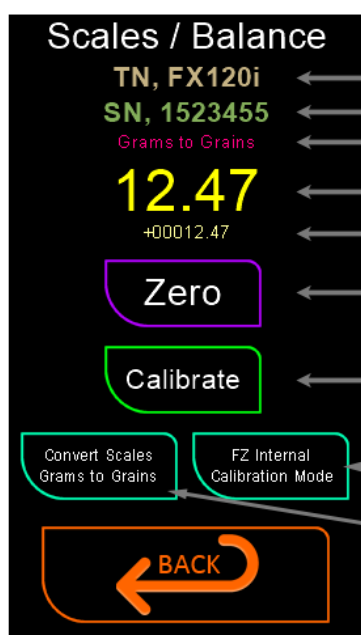 Scales / Balance
TN, FX120i
SN, 1523455
Grams to Grains
12.47
+00012.47
Zero
Calibrate
Convert Scales
Grams to Grains
FZ Internal
Calibration Mode
BACK